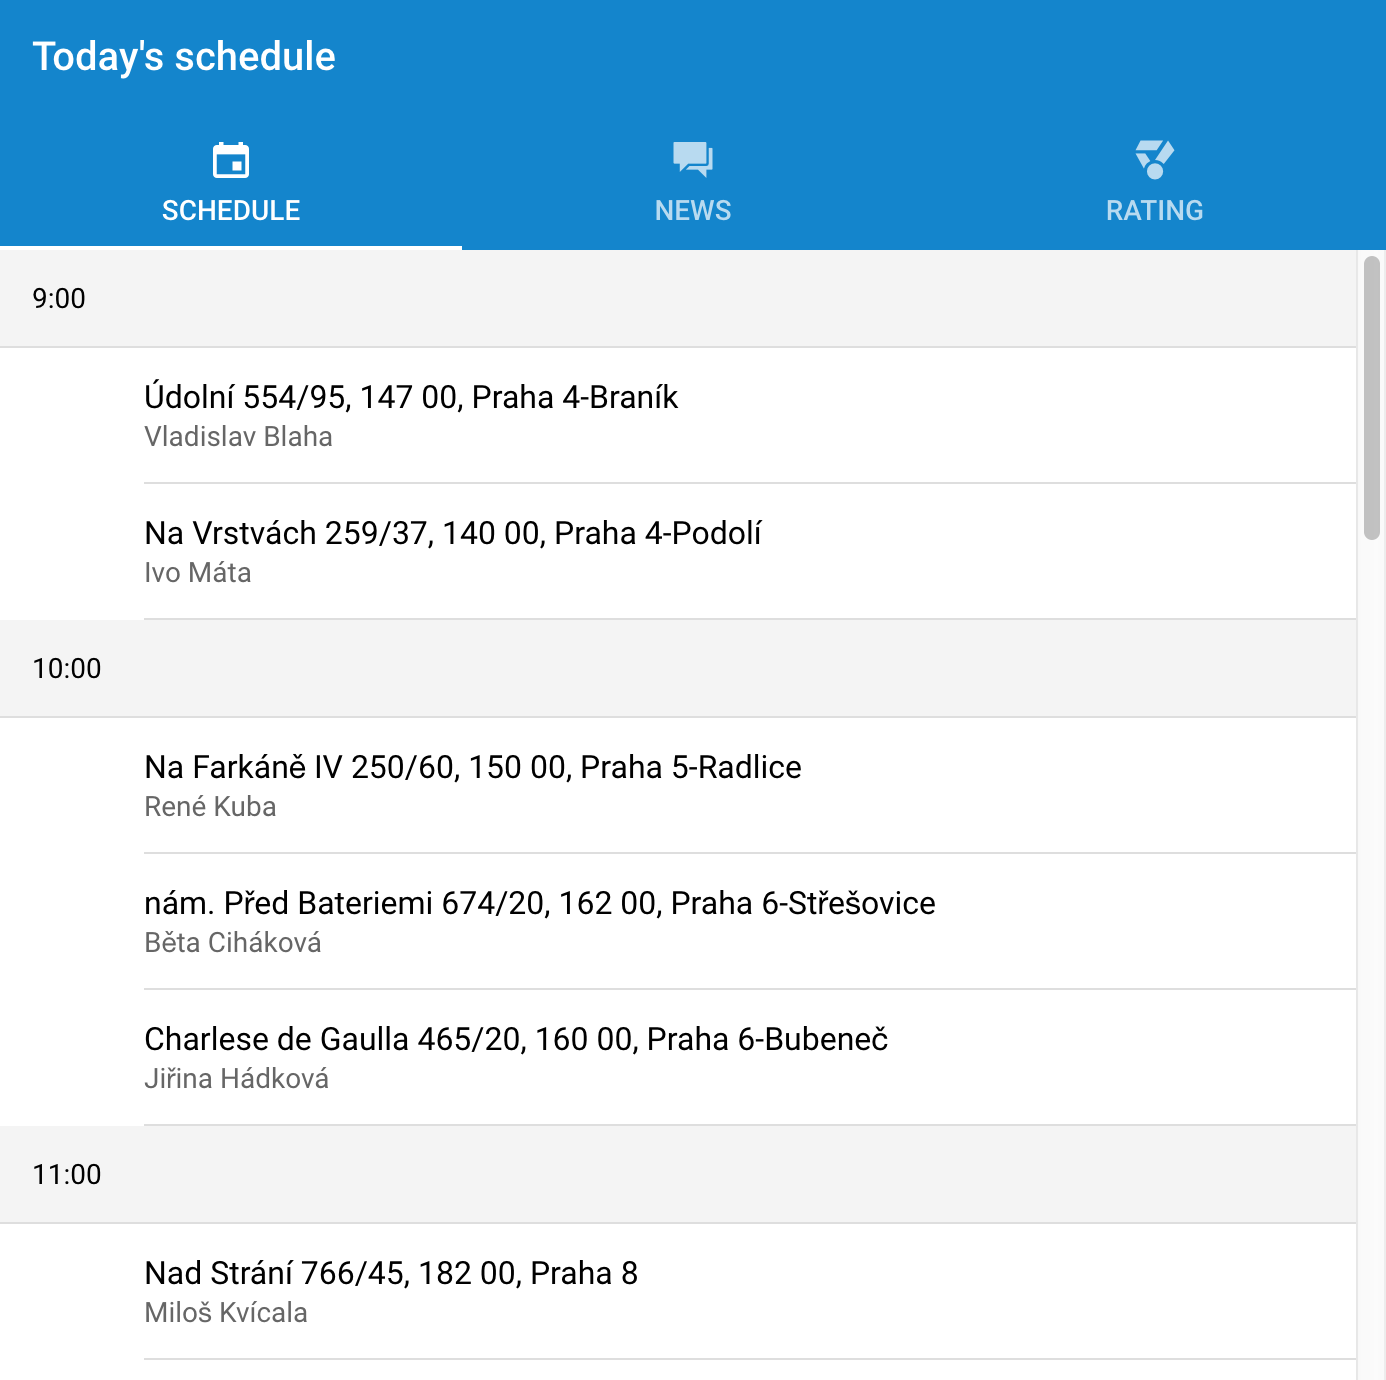 Today's schedule
SCHEDULE
NEWS
RATING
9:00
Údolní 554/95, 147 00, Praha 4-Braník
Vladislav Blaha
Na Vrstvách 259/37, 140 00, Praha 4-Podolí
Ivo Máta
10:00
Na Farkáně IV 250/60, 150 00, Praha 5-Radlice
René Kuba
nám. Před Bateriemi 674/20, 162 00, Praha 6-Střešovice
Běta Ciháková
Charlese de Gaulla 465/20, 160 00, Praha 6-Bubeneč
Jiřina Hádková
11:00
Nad Strání 766/45, 182 00, Praha 8
Miloš Kvícala